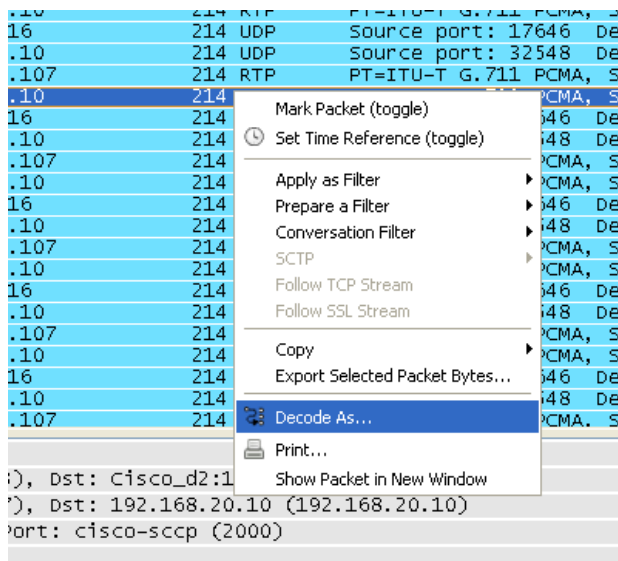 214 RTP PT=ITU-T G.711 PCMA, S
16 214 UDP Source port: 17646 De
.10 214 UDP Source port: 32548 De
.107 214 RTP PT=ITU-T G.711 PCMA, S
.10 214 PCMA, S
16 214 646 De
.10 214 548 De
.107 214 PCMA, S
.10 214 PCMA, S
16 214 646 De
.10 214 548 De
.107 214 PCMA, S
.10 214 PCMA, S
16 214 646 De
.10 214 548 De
.107 214 PCMA, S
.10 214 PCMA, S
16 214 646 De
.10 214 548 De
.107 214 PCMA. S
Mark Packet (toggle)
Set Time Reference (toggle)
Apply as Filter
Prepare a Filter
Conversation Filter
SCTP
Follow TCP Stream
Follow SSL Stream
Copy
Export Selected Packet Bytes...
Decode As...
Print...
Show Packet in New Window
), Dst: Cisco_d2:1
), Dst: 192.168.20.10 (192.168.20.10)
Port: cisco-sccp (2000)